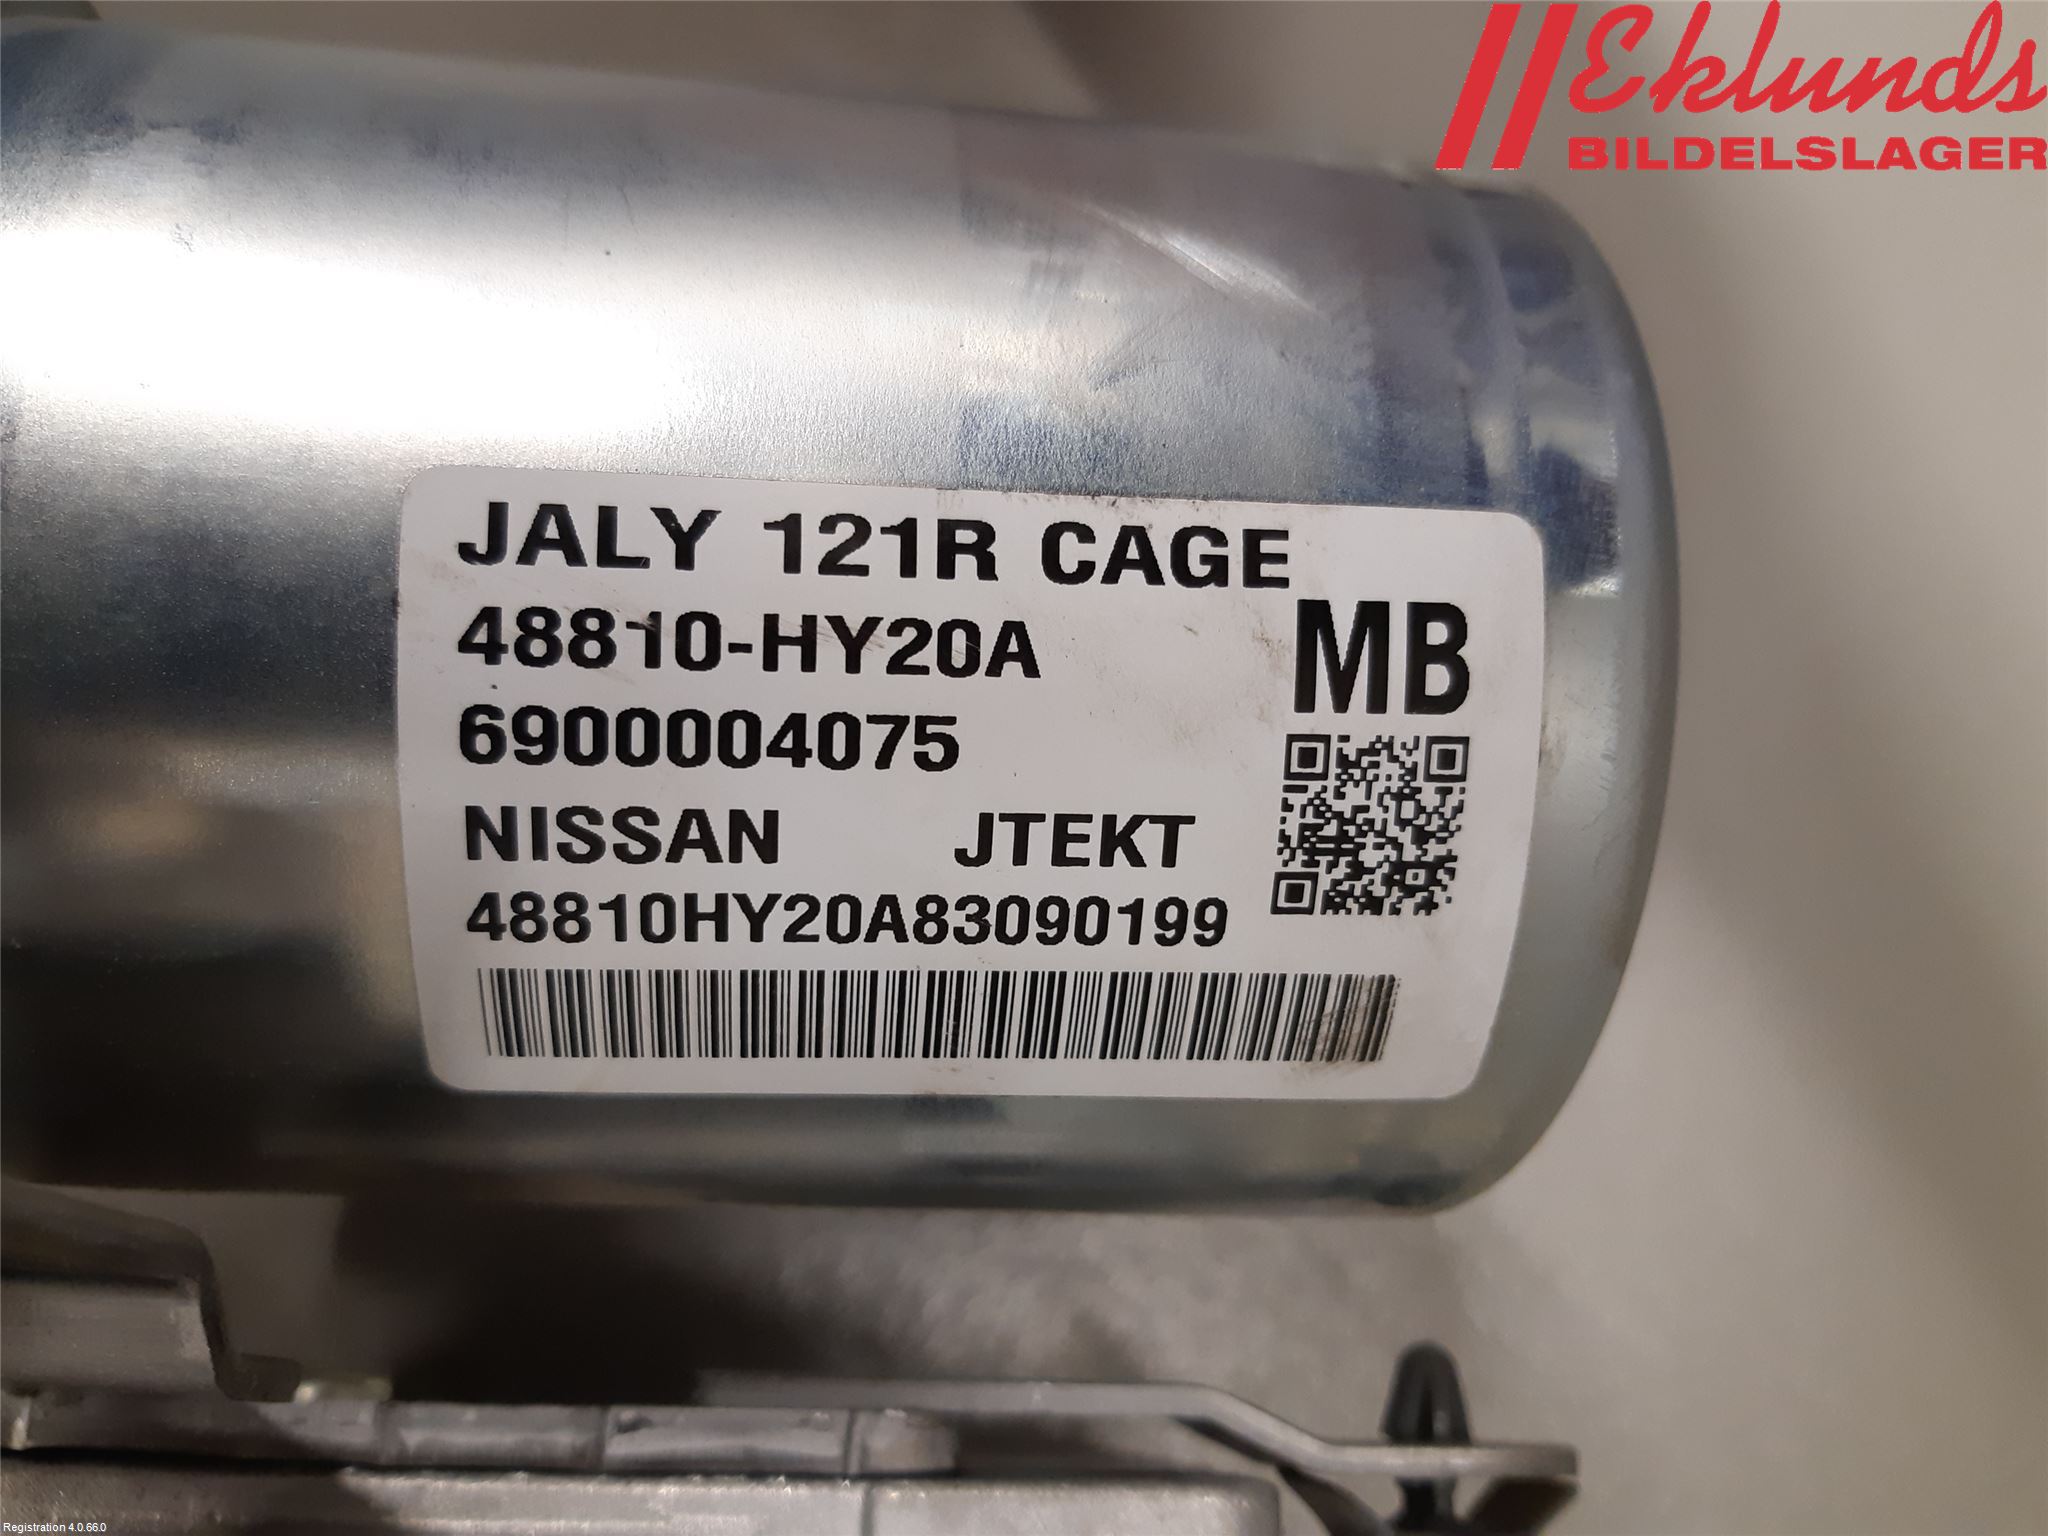 Eklunds
BILDELSLAGER
JALY 121R CAGE
48810-HY20A
MB
6900004075
NISSAN JTEKT
48810HY20A83090199
Registration 4.0.66.0